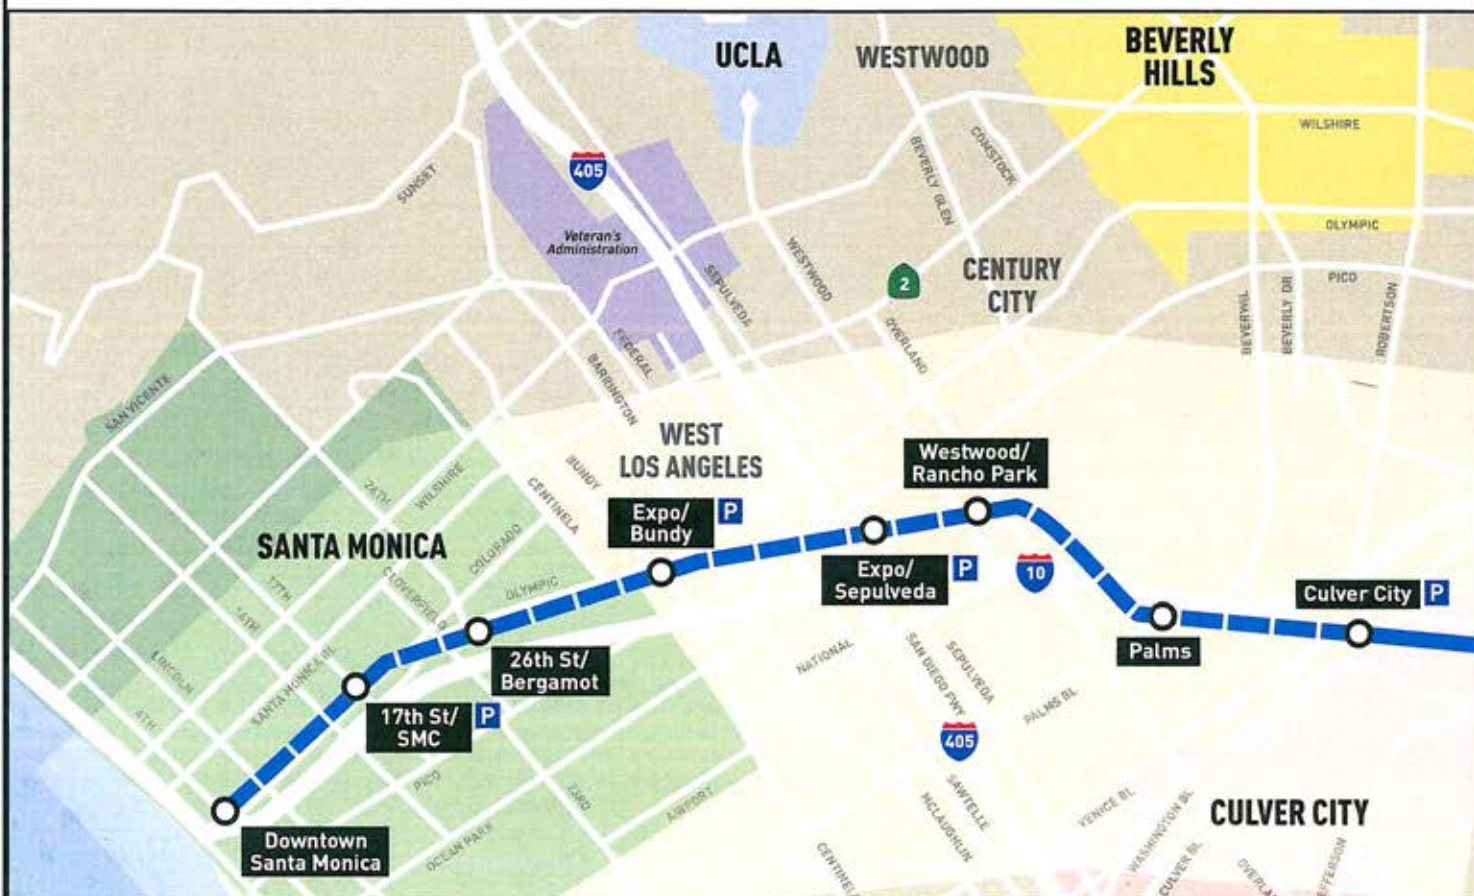 UCLA
WESTWOOD
BEVERLY
HILLS
WILSHIRE
COMSTOCK
BEVERLY GLEN
405
SUNSET
Veteran's
Administration
OLYMPIC
WESTWOOD
SEPULVEDA
2
CENTURY
CITY
PICO
BEVERWIL
BEVERLY DR
ROBERTSON
OVERLAND
FEDERAL
BARRINGTON
SAN VICENTE
WEST
LOS ANGELES
BUNDY
CENTINELA
26TH
WILSHIRE
Westwood/
Rancho Park
Expo/
Bundy
P
SANTA MONICA
COLORADO
CLOVERFIELD
OLYMPIC
17TH
14TH
Expo/
Sepulveda
P
10
Culver City
P
Palms
26th St/
Bergamot
NATIONAL
SAN DIEGO FWY
SEPULVEDA
PALMS BL
LINCOLN
SANTA MONICA BL
4TH
17th St/
SMC
P
405
PICO
23RD
AIRPORT
OCEAN PARK
SAWTELLE
MCLAUGHLIN
VENICE BL
WASHINGTON BL
CULVER BL
CULVER CITY
Downtown
Santa Monica
CENTINELA
OVERLA
EFFERSON